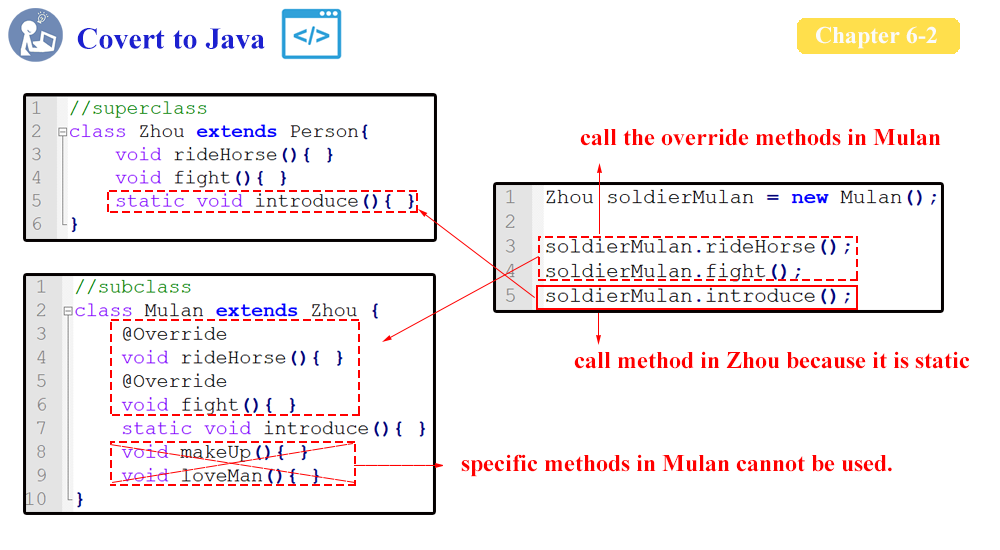 </>
Covert to Java
Chapter 6-2
1 //superclass
2 class Zhou extends Person{
3 void rideHorse(){ }
4 void fight(){ }
5 static void introduce(){ }
6 }
call the override methods in Mulan
1 Zhou soldierMulan = new Mulan();
2
3 soldierMulan.rideHorse();
4 soldierMulan.fight();
5 soldierMulan.introduce();
call method in Zhou because it is static
1 //subclass
2 class Mulan extends Zhou {
3 @Override
4 void rideHorse(){ }
5 @Override
6 void fight(){ }
7 static void introduce(){ }
8 void makeUp(){ }
9 void loveMan(){ }
10 }
specific methods in Mulan cannot be used.